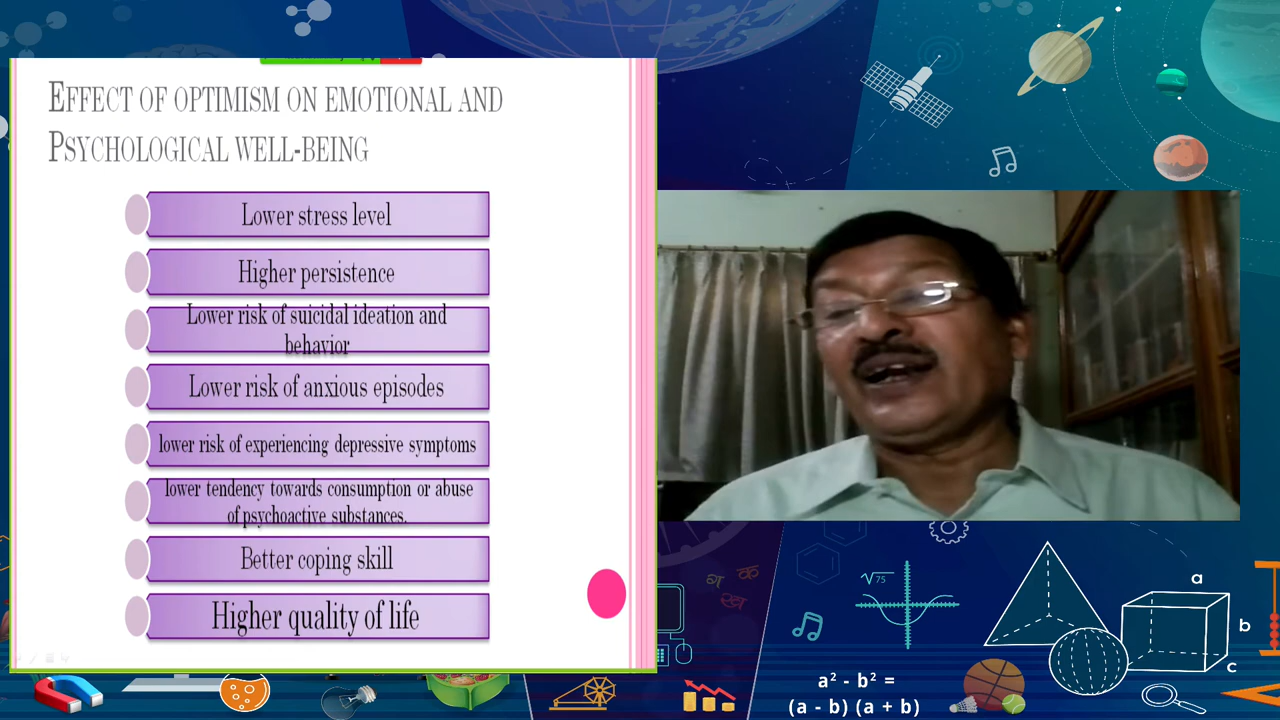 EFFECT OF OPTIMISM ON EMOTIONAL AND
PSYCHOLOGICAL WELL-BEING
Lower stress level
Higher persistence
Lower risk of suicidal ideation and
behavior
Lower risk of anxious episodes
lower risk of experiencing depressive symptoms
lower tendency towards consumption or abuse
of psychoactive substances.
Better coping skill
Higher quality of life
ग क
ख
√75
a
b
c
a² - b² =
(a - b) (a + b)